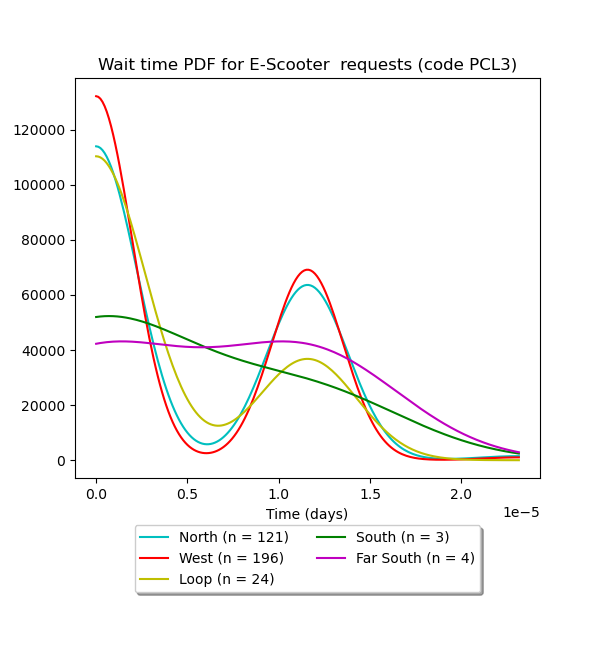 Wait time PDF for E-Scooter  requests (code PCL3)
120000
100000
80000
60000
40000
20000
0
0.0 0.5 1.0 1.5 2.0
Time (days)
1e−5
North (n = 121) South (n = 3)
West (n = 196) Far South (n = 4)
Loop (n = 24)